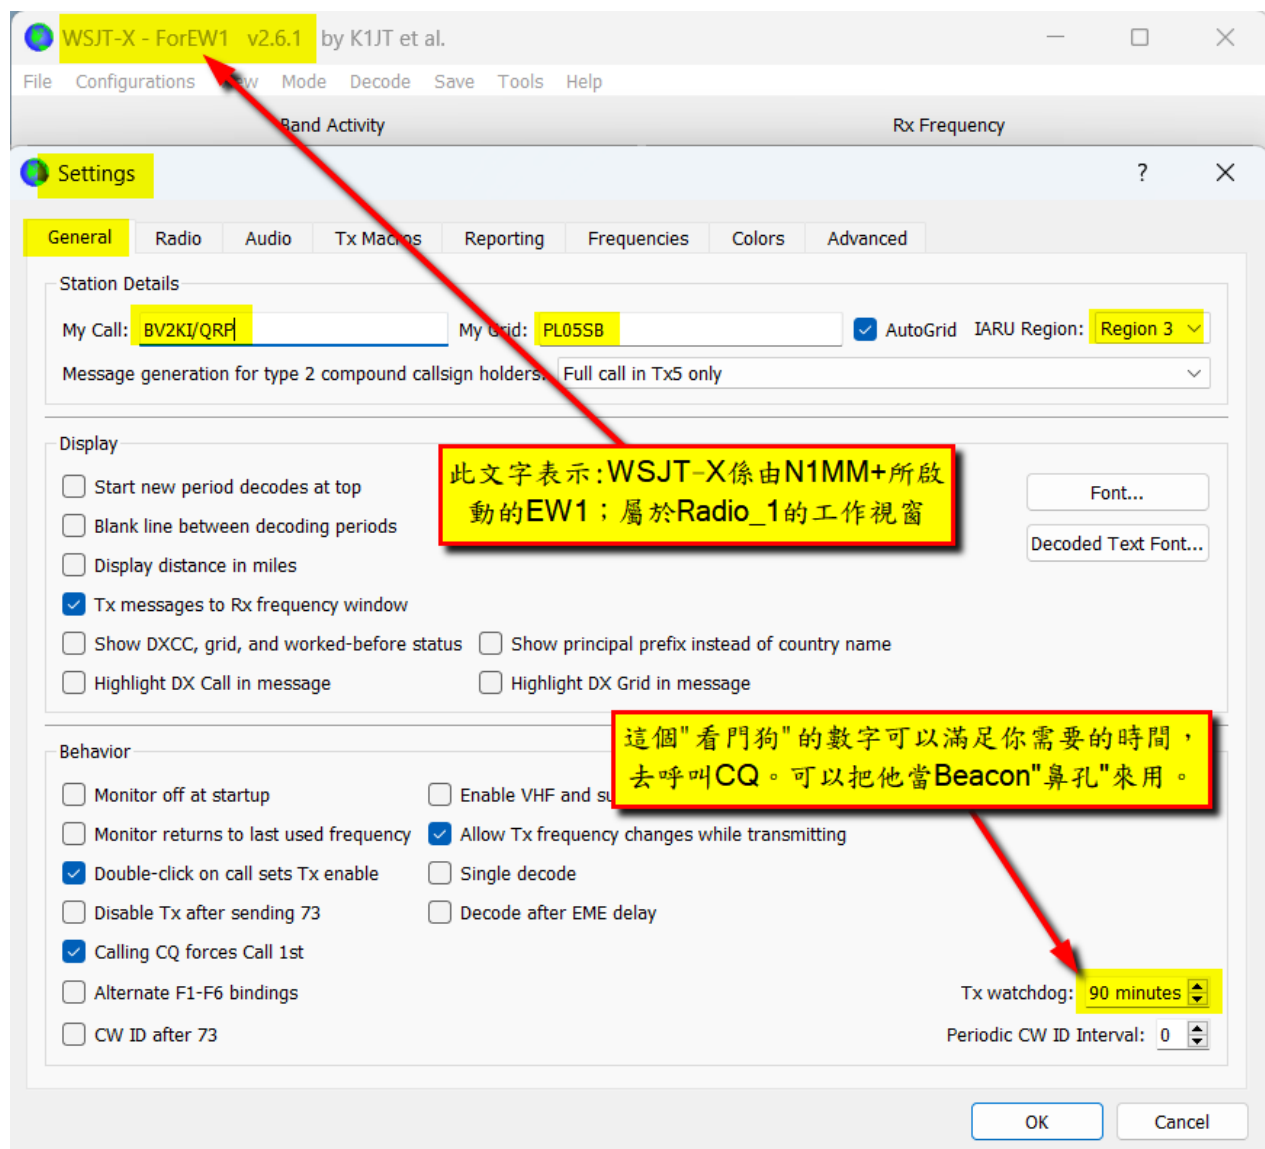 WSJT-X - ForEW1 v2.6.1 by K1JT et al.
File Configurations Mode Decode Save Tools Help
Band Activity Rx Frequency
Settings ?
General Radio Audio Tx Macros Reporting Frequencies Colors Advanced
Station Details
My Call: BV2KI/QRP My Grid: PL05SB AutoGrid IARU Region: Region 3
Message generation for type 2 compound callsign holders: Full call in Tx5 only
Display
Start new period decodes at top
Blank line between decoding periods
Display distance in miles
Tx messages to Rx frequency window
Show DXCC, grid, and worked-before status Show principal prefix instead of country name
Highlight DX Call in message Highlight DX Grid in message
此文字表示:WSJT-X係由N1MM+所啟
動的EW1；屬於Radio_1的工作視窗
Font...
Decoded Text Font...
這個"看門狗"的數字可以滿足你需要的時間，
去呼叫CQ。可以把他當Beacon"鼻孔"來用。
Behavior
Monitor off at startup Enable VHF and
Monitor returns to last used frequency Allow Tx frequency changes while transmitting
Double-click on call sets Tx enable Single decode
Disable Tx after sending 73 Decode after EME delay
Calling CQ forces Call 1st
Alternate F1-F6 bindings Tx watchdog: 90 minutes
CW ID after 73 Periodic CW ID Interval: 0
OK Cancel